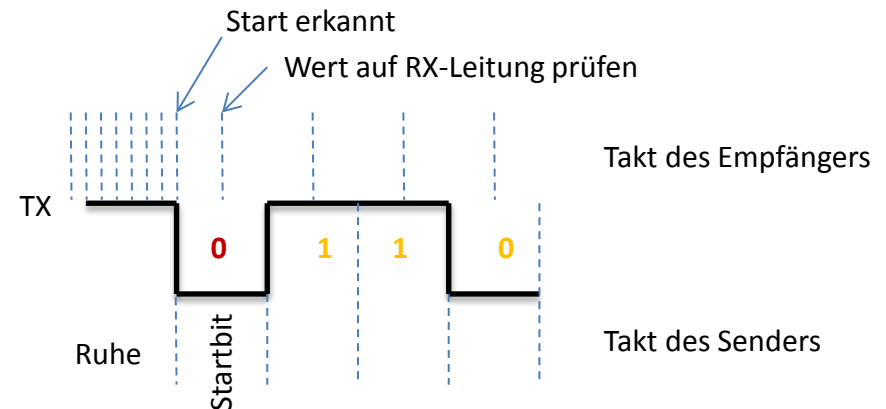 Start erkannt
Wert auf RX-Leitung prüfen
Takt des Empfängers
TX
0 1 1 0
Ruhe
Startbit
Takt des Senders